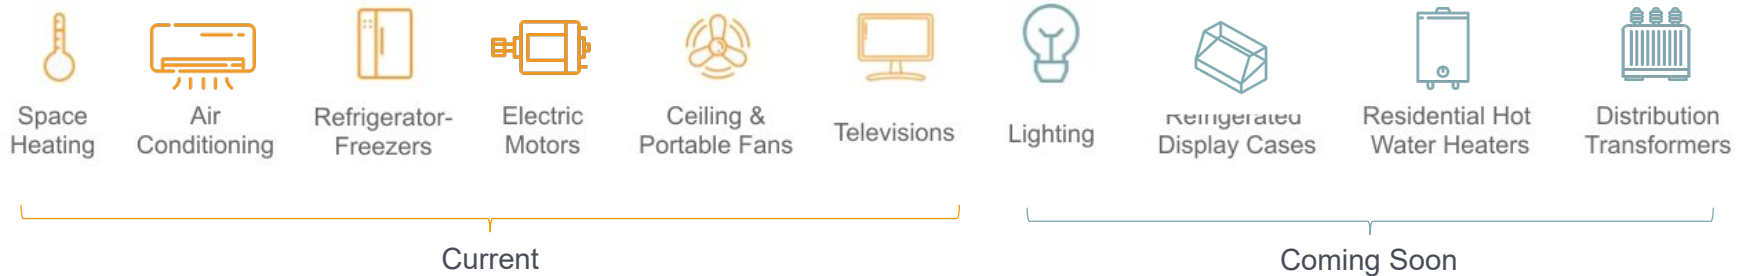 Space
Heating
Air
Conditioning
Refrigerator-
Freezers
Electric
Motors
Ceiling &
Portable Fans
Televisions
Lighting
Refrigerated
Display Cases
Residential Hot
Water Heaters
Distribution
Transformers
Current
Coming Soon